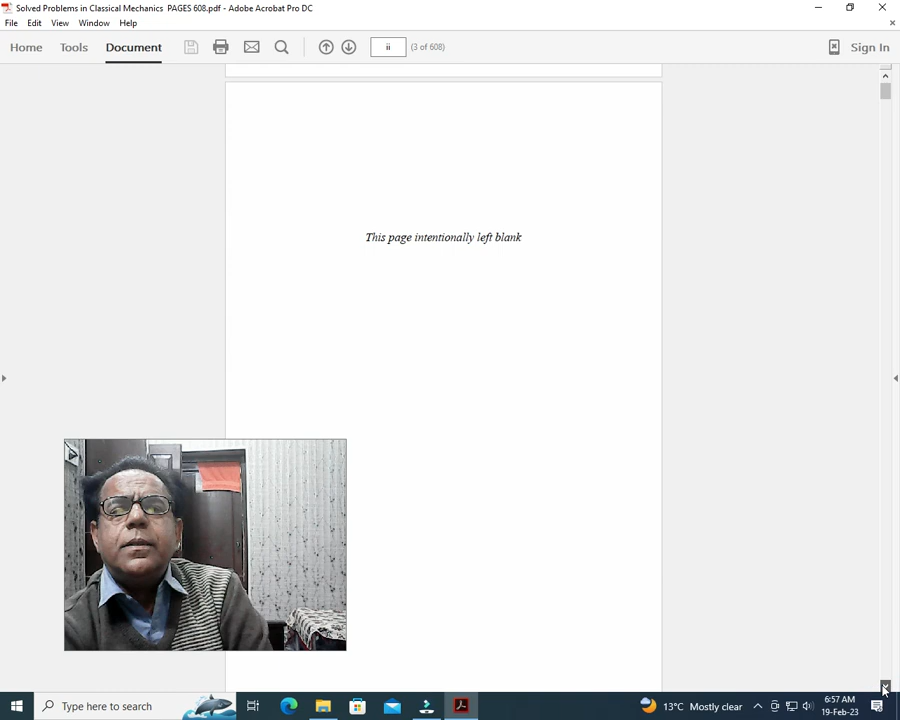 Solved Problems in Classical Mechanics  PAGES 608.pdf - Adobe Acrobat Pro DC
File Edit View Window Help
Home Tools Document ii (3 of 608) Sign In
This page intentionally left blank
Type here to search
13°C Mostly clear
6:57 AM
19-Feb-23